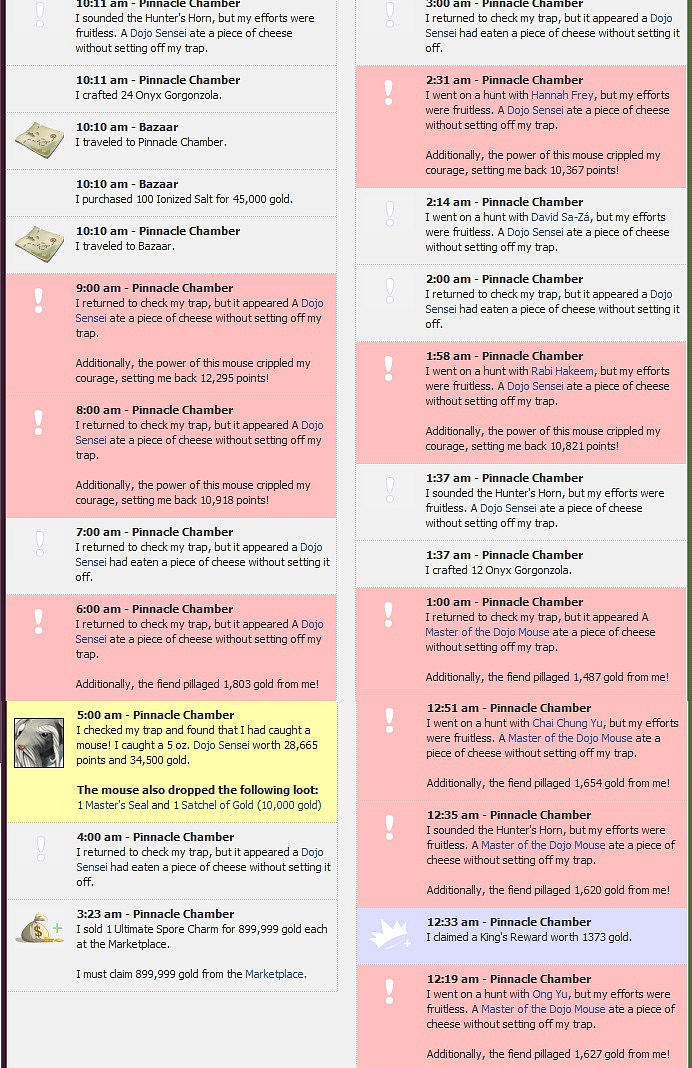 10:11 am - Pinnacle Chamber
I sounded the Hunter's Horn, but my efforts were
fruitless. A Dojo Sensei ate a piece of cheese
without setting off my trap.
10:11 am - Pinnacle Chamber
I crafted 24 Onyx Gorgonzola.
10:10 am - Bazaar
I traveled to Pinnacle Chamber.
10:10 am - Bazaar
I purchased 100 Ionized Salt for 45,000 gold.
10:10 am - Pinnacle Chamber
I traveled to Bazaar.
9:00 am - Pinnacle Chamber
I returned to check my trap, but it appeared A Dojo
Sensei ate a piece of cheese without setting off my
trap.
Additionally, the power of this mouse crippled my
courage, setting me back 12,295 points!
8:00 am - Pinnacle Chamber
I returned to check my trap, but it appeared A Dojo
Sensei ate a piece of cheese without setting off my
trap.
Additionally, the power of this mouse crippled my
courage, setting me back 10,918 points!
7:00 am - Pinnacle Chamber
I returned to check my trap, but it appeared a Dojo
Sensei had eaten a piece of cheese without setting it
off.
6:00 am - Pinnacle Chamber
I returned to check my trap, but it appeared A Dojo
Sensei ate a piece of cheese without setting off my
trap.
Additionally, the fiend pillaged 1,803 gold from me!
5:00 am - Pinnacle Chamber
I checked my trap and found that I had caught a
mouse! I caught a 5 oz. Dojo Sensei worth 28,665
points and 34,500 gold.
The mouse also dropped the following loot:
1 Master's Seal and 1 Satchel of Gold (10,000 gold)
4:00 am - Pinnacle Chamber
I returned to check my trap, but it appeared a Dojo
Sensei had eaten a piece of cheese without setting it
off.
3:23 am - Pinnacle Chamber
I sold 1 Ultimate Spore Charm for 899,999 gold each
at the Marketplace.
I must claim 899,999 gold from the Marketplace.
3:00 am - Pinnacle Chamber
I returned to check my trap, but it appeared a Dojo
Sensei had eaten a piece of cheese without setting it
off.
2:31 am - Pinnacle Chamber
I went on a hunt with Hannah Frey, but my efforts
were fruitless. A Dojo Sensei ate a piece of cheese
without setting off my trap.
Additionally, the power of this mouse crippled my
courage, setting me back 10,367 points!
2:14 am - Pinnacle Chamber
I went on a hunt with David Sa-Zá, but my efforts
were fruitless. A Dojo Sensei ate a piece of cheese
without setting off my trap.
2:00 am - Pinnacle Chamber
I returned to check my trap, but it appeared a Dojo
Sensei had eaten a piece of cheese without setting it
off.
1:58 am - Pinnacle Chamber
I went on a hunt with Rabi Hakeem, but my efforts
were fruitless. A Dojo Sensei ate a piece of cheese
without setting off my trap.
Additionally, the power of this mouse crippled my
courage, setting me back 10,821 points!
1:37 am - Pinnacle Chamber
I sounded the Hunter's Horn, but my efforts were
fruitless. A Dojo Sensei ate a piece of cheese
without setting off my trap.
1:37 am - Pinnacle Chamber
I crafted 12 Onyx Gorgonzola.
1:00 am - Pinnacle Chamber
I returned to check my trap, but it appeared A
Master of the Dojo Mouse ate a piece of cheese
without setting off my trap.
Additionally, the fiend pillaged 1,487 gold from me!
12:51 am - Pinnacle Chamber
I went on a hunt with Chai Chung Yu, but my efforts
were fruitless. A Master of the Dojo Mouse ate a
piece of cheese without setting off my trap.
Additionally, the fiend pillaged 1,654 gold from me!
12:35 am - Pinnacle Chamber
I sounded the Hunter's Horn, but my efforts were
fruitless. A Master of the Dojo Mouse ate a piece of
cheese without setting off my trap.
Additionally, the fiend pillaged 1,620 gold from me!
12:33 am - Pinnacle Chamber
I claimed a King's Reward worth 1373 gold.
12:19 am - Pinnacle Chamber
I went on a hunt with Ong Yu, but my efforts were
fruitless. A Master of the Dojo Mouse ate a piece of
cheese without setting off my trap.
Additionally, the fiend pillaged 1,627 gold from me!